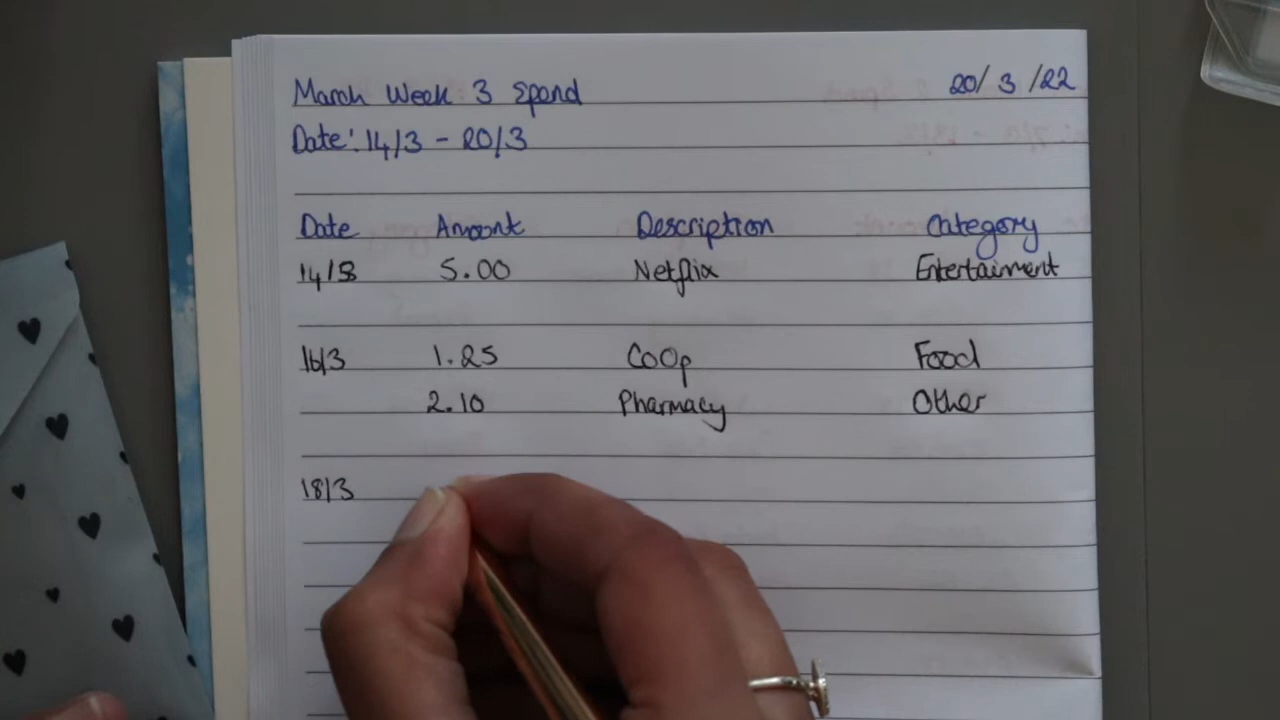 March Week 3 Spend 20/3/22
Date: 14/3 - 20/3
Date Amount Description Category
14/3 5.00 Netflix Entertainment
16/3 1.25 CoOp Food
2.10 Pharmacy Other
18/3